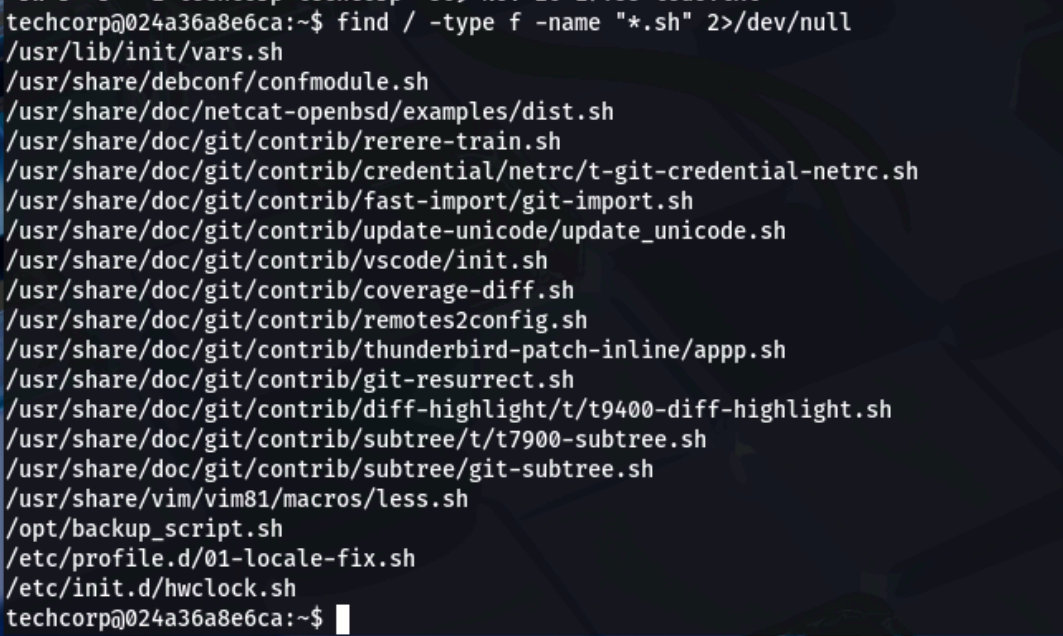 techcorp@024a36a8e6ca:~$ find / -type f -name "*.sh" 2>/dev/null
/usr/lib/init/vars.sh
/usr/share/debconf/confmodule.sh
/usr/share/doc/netcat-openbsd/examples/dist.sh
/usr/share/doc/git/contrib/rerere-train.sh
/usr/share/doc/git/contrib/credential/netrc/t-git-credential-netrc.sh
/usr/share/doc/git/contrib/fast-import/git-import.sh
/usr/share/doc/git/contrib/update-unicode/update_unicode.sh
/usr/share/doc/git/contrib/vscode/init.sh
/usr/share/doc/git/contrib/coverage-diff.sh
/usr/share/doc/git/contrib/remotes2config.sh
/usr/share/doc/git/contrib/thunderbird-patch-inline/appp.sh
/usr/share/doc/git/contrib/git-resurrect.sh
/usr/share/doc/git/contrib/diff-highlight/t/t9400-diff-highlight.sh
/usr/share/doc/git/contrib/subtree/t/t7900-subtree.sh
/usr/share/doc/git/contrib/subtree/git-subtree.sh
/usr/share/vim/vim81/macros/less.sh
/opt/backup_script.sh
/etc/profile.d/01-locale-fix.sh
/etc/init.d/hwclock.sh
techcorp@024a36a8e6ca:~$